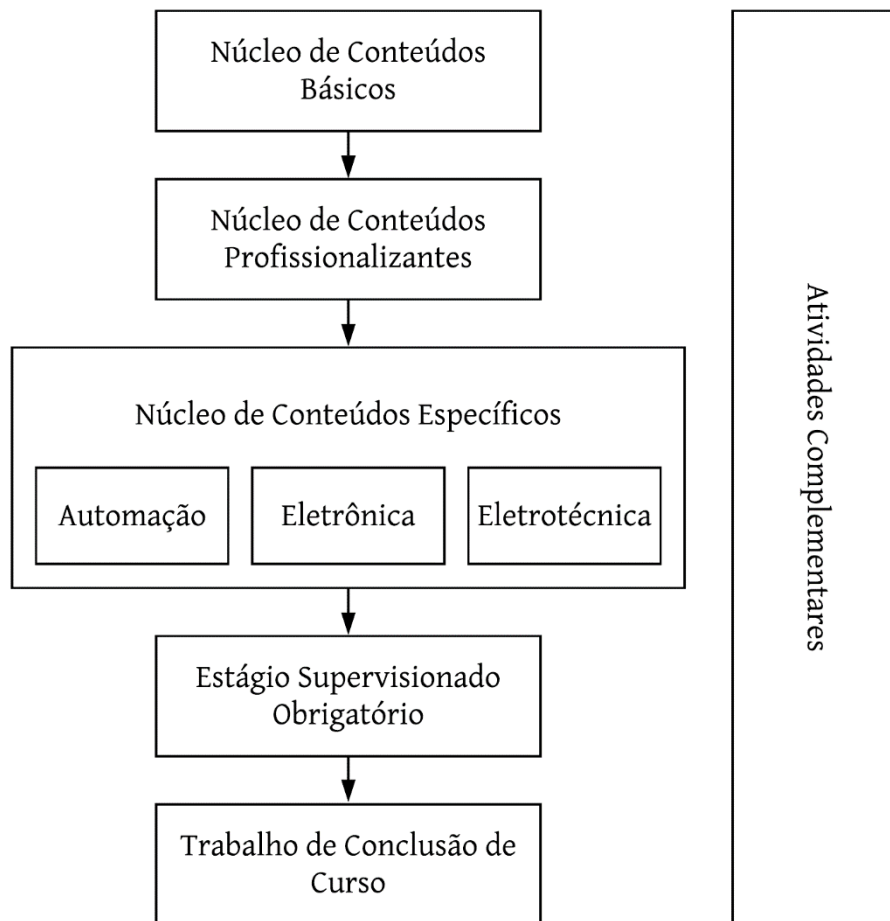 Núcleo de Conteúdos
Básicos
Núcleo de Conteúdos
Profissionalizantes
Núcleo de Conteúdos Específicos
Automação
Eletrônica
Eletrotécnica
Estágio Supervisionado
Obrigatório
Trabalho de Conclusão de
Curso
Atividades Complementares